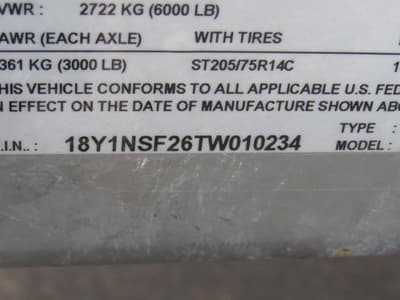 VWR : 2722 KG (6000 LB)
AWR (EACH AXLE) WITH TIRES
361 KG (3000 LB) ST205/75R14C 1
HIS VEHICLE CONFORMS TO ALL APPLICABLE U.S. FED
N EFFECT ON THE DATE OF MANUFACTURE SHOWN ABO
TYPE :
.I.N.. : 18Y1NSF26TW010234 MODEL :